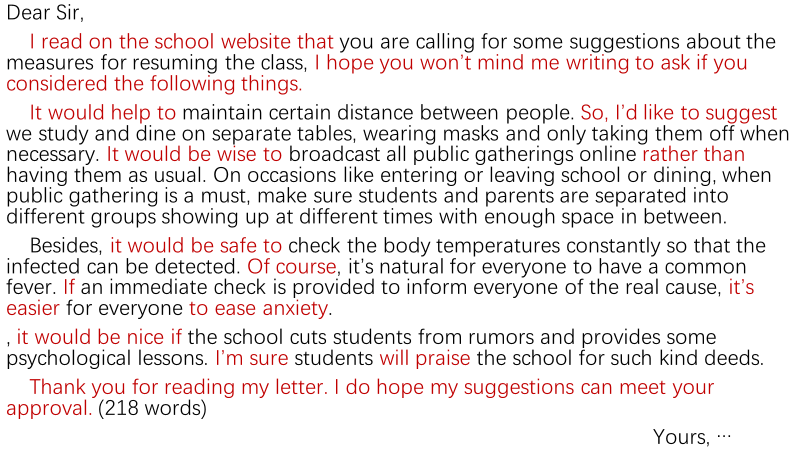 Dear Sir,
I read on the school website that you are calling for some suggestions about the
measures for resuming the class, I hope you won't mind me writing to ask if you
considered the following things.
It would help to maintain certain distance between people. So, I'd like to suggest
we study and dine on separate tables, wearing masks and only taking them off when
necessary. It would be wise to broadcast all public gatherings online rather than
having them as usual. On occasions like entering or leaving school or dining, when
public gathering is a must, make sure students and parents are separated into
different groups showing up at different times with enough space in between.
Besides, it would be safe to check the body temperatures constantly so that the
infected can be detected. Of course, it's natural for everyone to have a common
fever. If an immediate check is provided to inform everyone of the real cause, it's
easier for everyone to ease anxiety.
, it would be nice if the school cuts students from rumors and provides some
psychological lessons. I'm sure students will praise the school for such kind deeds.
Thank you for reading my letter. I do hope my suggestions can meet your
approval. (218 words)
Yours, ···